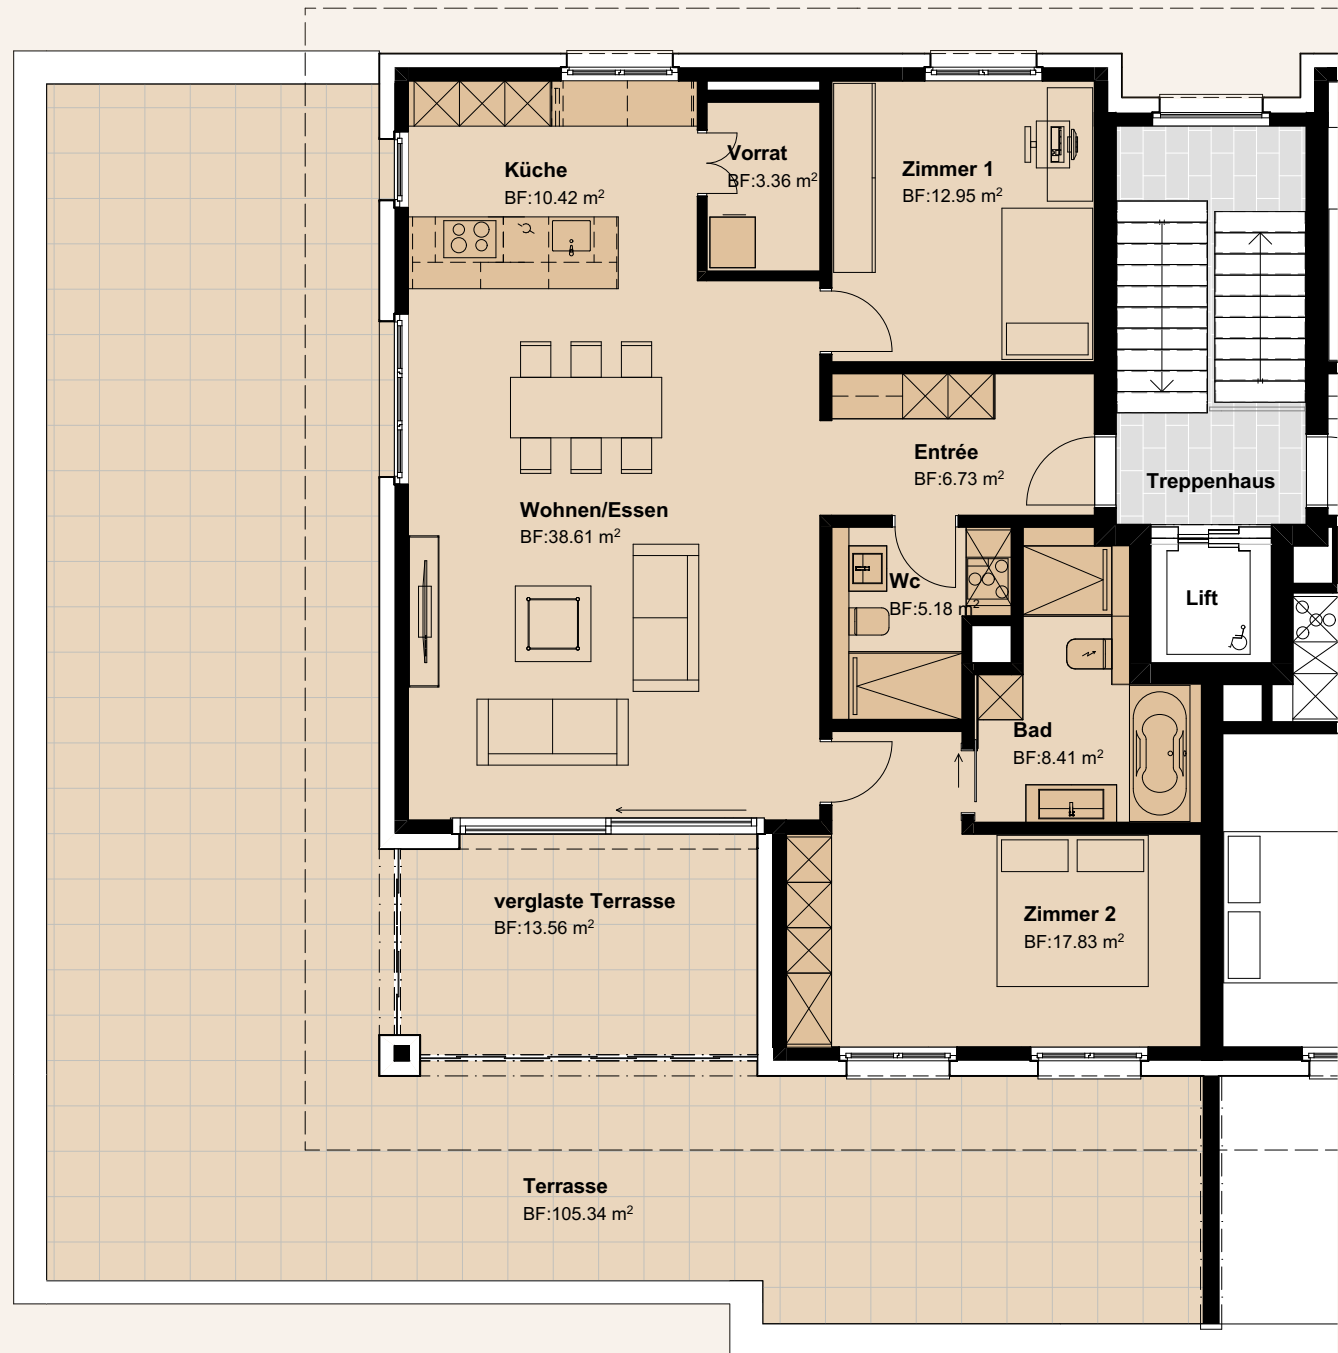 Küche
BF:10.42 m²
Vorrat
BF:3.36 m²
Zimmer 1
BF:12.95 m²
Entrée
BF:6.73 m²
Treppenhaus
Wohnen/Essen
BF:38.61 m²
Wc
BF:5.18 m²
Lift
Bad
BF:8.41 m²
verglaste Terrasse
BF:13.56 m²
Zimmer 2
BF:17.83 m²
Terrasse
BF:105.34 m²